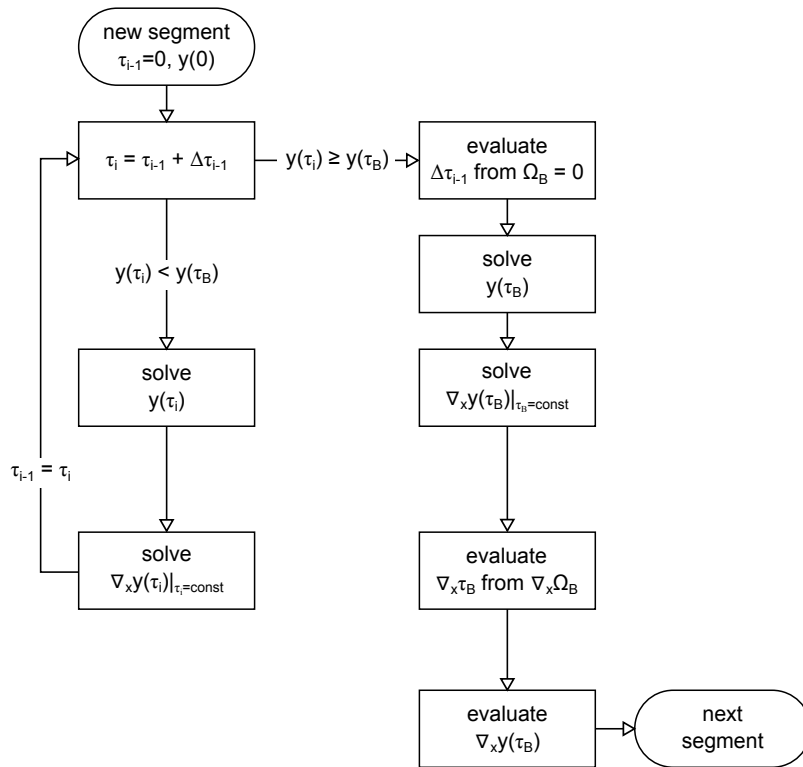 new segment
τi-1=0, y(0)
τi = τi-1 + Δτi-1
y(τi) ≥ y(τB)
evaluate
Δτi-1 from ΩB = 0
solve
y(τB)
y(τi) < y(τB)
solve
y(τi)
solve
∇xy(τB)|τB=const
τi-1 = τi
solve
∇xy(τi)|τi=const
evaluate
∇xτB from ∇xΩB
evaluate
∇xy(τB)
next
segment